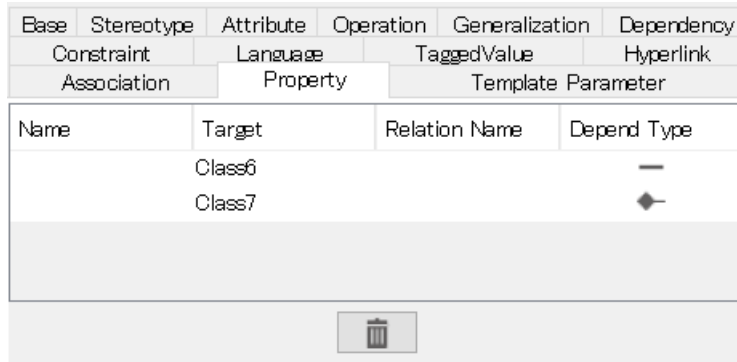 Base Stereotype Attribute Operation Generalization Dependency
Constraint Language TaggedValue Hyperlink
Association Property Template Parameter
Name Target Relation Name Depend Type
Class6
Class7